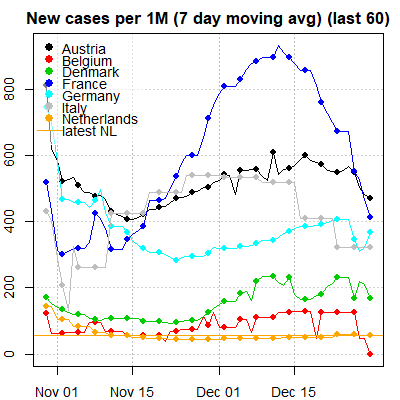 New cases per 1M (7 day moving avg) (last 60)
Austria
Belgium
Denmark
France
Germany
Italy
Netherlands
latest NL
800
600
400
200
0
Nov 01 Nov 15 Dec 01 Dec 15